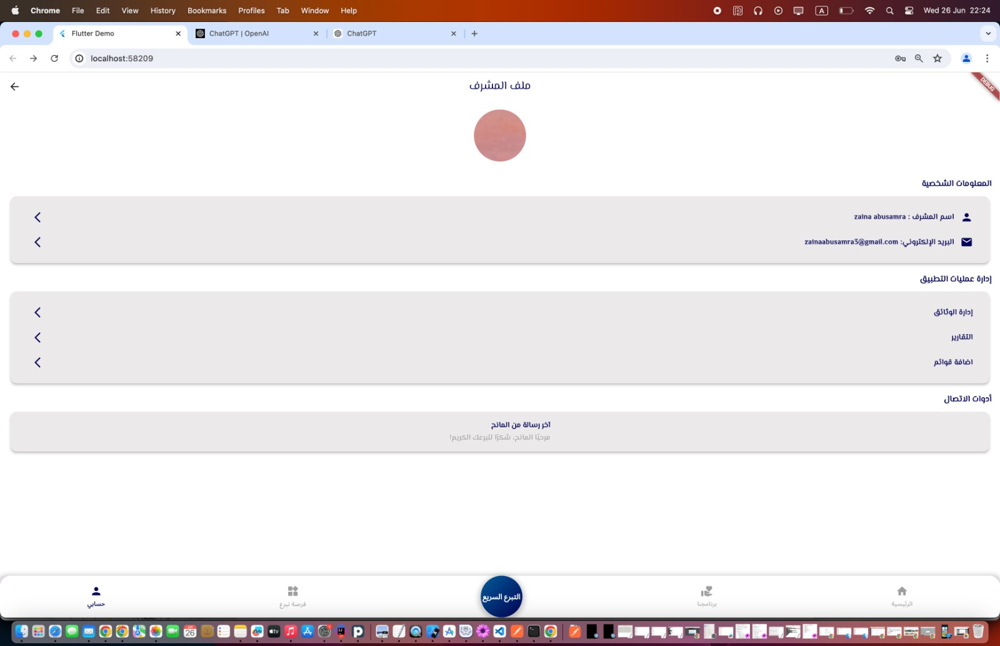 Chrome File Edit View History Bookmarks Profiles Tab Window Help
A Wed 26 Jun 22:24
Flutter Demo
ChatGPT | OpenAI
ChatGPT
localhost:58209
DEBUG
ملف المشرف
المعلومات الشخصية
اسم المشرف : zaina abusamra
البريد الإلكتروني: zainaabusamra3@gmail.com
إدارة عمليات التطبيق
إدارة الوثائق
التقارير
اضافة قوائم
أدوات الاتصال
آخر رسالة من المانح
مرحبًا المانح، شكرًا لتبرعك الكريم!
الرئيسية
برنامجنا
التبرع السريع
فرصة تبرع
حسابي
26
tv